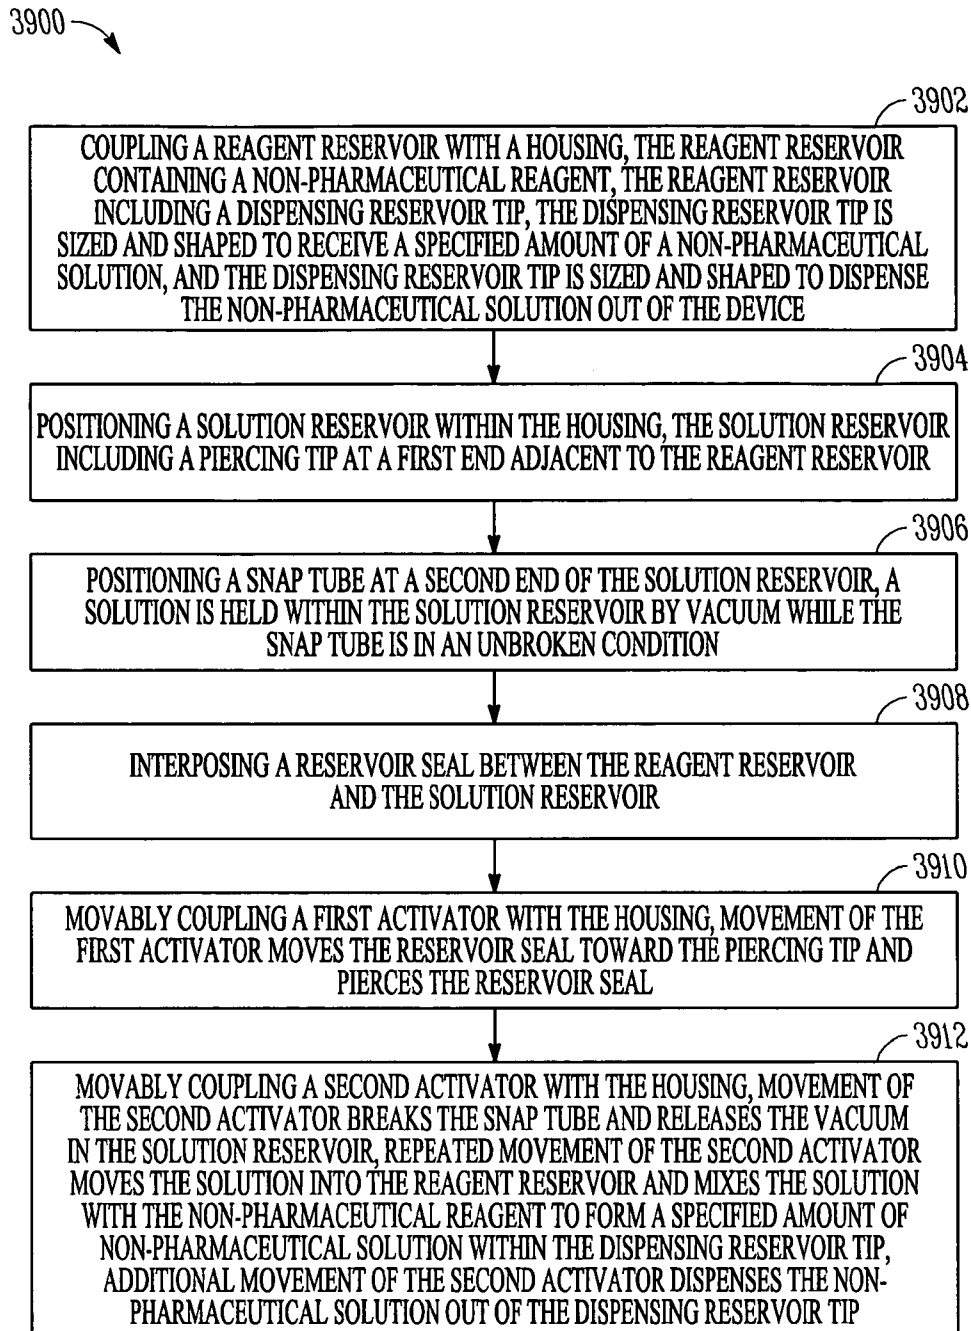 3900
3902
COUPLING A REAGENT RESERVOIR WITH A HOUSING, THE REAGENT RESERVOIR
CONTAINING A NON-PHARMACEUTICAL REAGENT, THE REAGENT RESERVOIR
INCLUDING A DISPENSING RESERVOIR TIP, THE DISPENSING RESERVOIR TIP IS
SIZED AND SHAPED TO RECEIVE A SPECIFIED AMOUNT OF A NON-PHARMACEUTICAL
SOLUTION, AND THE DISPENSING RESERVOIR TIP IS SIZED AND SHAPED TO DISPENSE
THE NON-PHARMACEUTICAL SOLUTION OUT OF THE DEVICE
3904
POSITIONING A SOLUTION RESERVOIR WITHIN THE HOUSING, THE SOLUTION RESERVOIR
INCLUDING A PIERCING TIP AT A FIRST END ADJACENT TO THE REAGENT RESERVOIR
3906
POSITIONING A SNAP TUBE AT A SECOND END OF THE SOLUTION RESERVOIR, A
SOLUTION IS HELD WITHIN THE SOLUTION RESERVOIR BY VACUUM WHILE THE
SNAP TUBE IS IN AN UNBROKEN CONDITION
3908
INTERPOSING A RESERVOIR SEAL BETWEEN THE REAGENT RESERVOIR
AND THE SOLUTION RESERVOIR
3910
MOVABLY COUPLING A FIRST ACTIVATOR WITH THE HOUSING, MOVEMENT OF THE
FIRST ACTIVATOR MOVES THE RESERVOIR SEAL TOWARD THE PIERCING TIP AND
PIERCES THE RESERVOIR SEAL
3912
MOVABLY COUPLING A SECOND ACTIVATOR WITH THE HOUSING, MOVEMENT OF
THE SECOND ACTIVATOR BREAKS THE SNAP TUBE AND RELEASES THE VACUUM
IN THE SOLUTION RESERVOIR, REPEATED MOVEMENT OF THE SECOND ACTIVATOR
MOVES THE SOLUTION INTO THE REAGENT RESERVOIR AND MIXES THE SOLUTION
WITH THE NON-PHARMACEUTICAL REAGENT TO FORM A SPECIFIED AMOUNT OF
NON-PHARMACEUTICAL SOLUTION WITHIN THE DISPENSING RESERVOIR TIP,
ADDITIONAL MOVEMENT OF THE SECOND ACTIVATOR DISPENSES THE NON-
PHARMACEUTICAL SOLUTION OUT OF THE DISPENSING RESERVOIR TIP